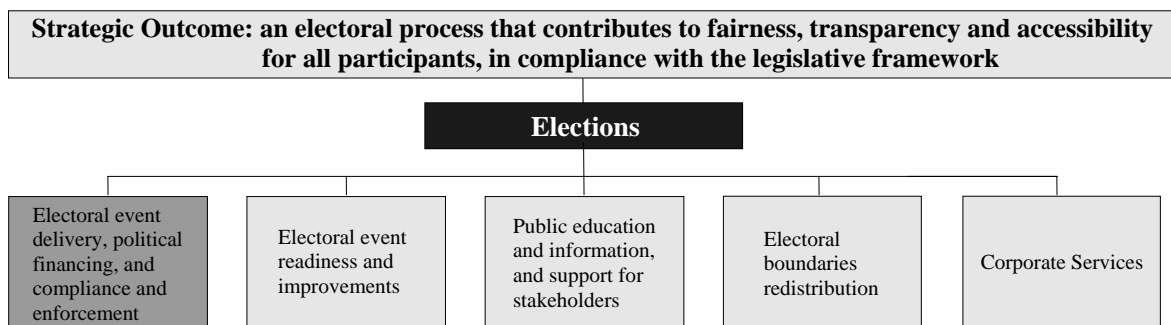 Strategic Outcome: an electoral process that contributes to fairness, transparency and accessibility
for all participants, in compliance with the legislative framework
Elections
Electoral event
delivery, political
financing, and
compliance and
enforcement
Electoral event
readiness and
improvements
Public education
and information,
and support for
stakeholders
Electoral
boundaries
redistribution
Corporate Services